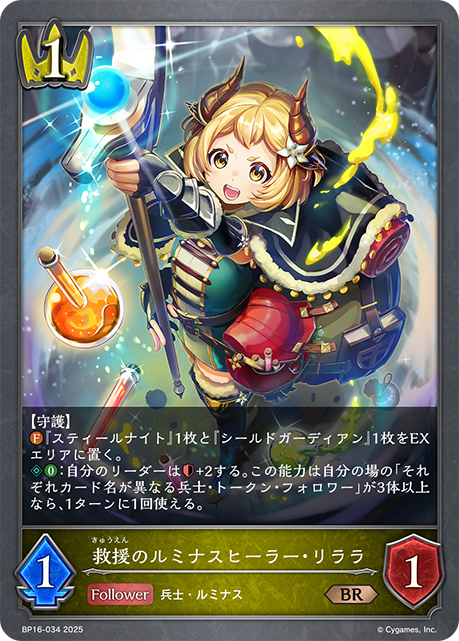 1
【守護】
F『スティールナイト』1枚と『シールドガーディアン』1枚をEX
エリアに置く。
0：自分のリーダーは+2する。この能力は自分の場の「それ
ぞれカード名が異なる兵士・トークン・フォロワー」が3体以上
なら、1ターンに1回使える。
きゅうえん
救援のルミナスヒーラー・リララ
1
Follower 兵士・ルミナス BR
1
BP16-034 2025 © Cygames, Inc.